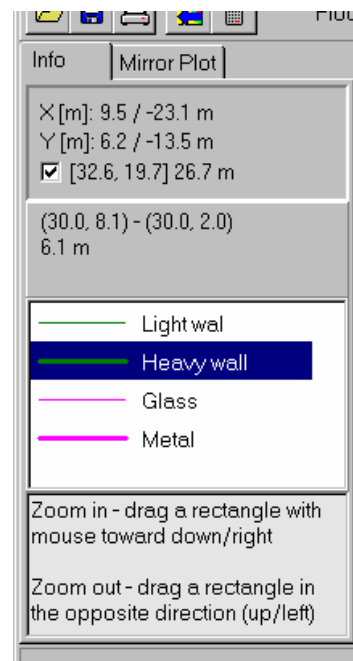 Info
Mirror Plot
X [m]: 9.5 / -23.1 m
Y [m]: 6.2 / -13.5 m
[32.6, 19.7] 26.7 m
(30.0, 8.1) - (30.0, 2.0)
6.1 m
Light wal
Heavy wall
Glass
Metal
Zoom in - drag a rectangle with
mouse toward down/right
Zoom out - drag a rectangle in
the opposite direction (up/left)